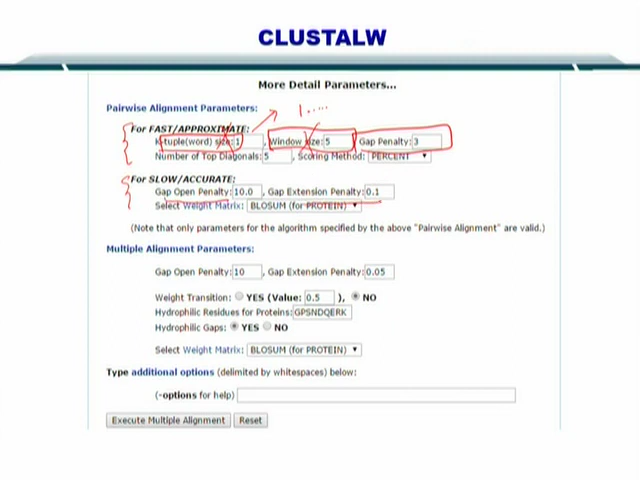 CLUSTALW
More Detail Parameters...
Pairwise Alignment Parameters:
1.....
For FAST/APPROXIMATE:
K-tuple(word) size:1 , Window size:5 , Gap Penalty:3
Number of Top Diagonals:5 , Scoring Method: PERCENT
For SLOW/ACCURATE:
Gap Open Penalty:10.0 , Gap Extension Penalty:0.1
Select Weight Matrix: BLOSUM (for PROTEIN)
(Note that only parameters for the algorithm specified by the above "Pairwise Alignment" are valid.)
Multiple Alignment Parameters:
Gap Open Penalty:10 , Gap Extension Penalty:0.05
Weight Transition: YES (Value: 0.5 ), NO
Hydrophilic Residues for Proteins:GPSNDQERK
Hydrophilic Gaps: YES NO
Select Weight Matrix: BLOSUM (for PROTEIN)
Type additional options (delimited by whitespaces) below:
(-options for help)
Execute Multiple Alignment Reset